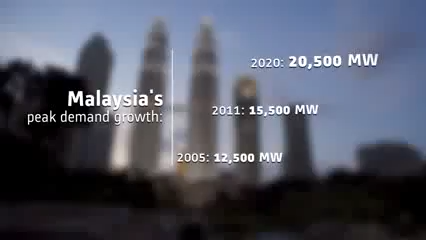 Malaysia's
peak demand growth:
2020: 20,500 MW
2011: 15,500 MW
2005: 12,500 MW